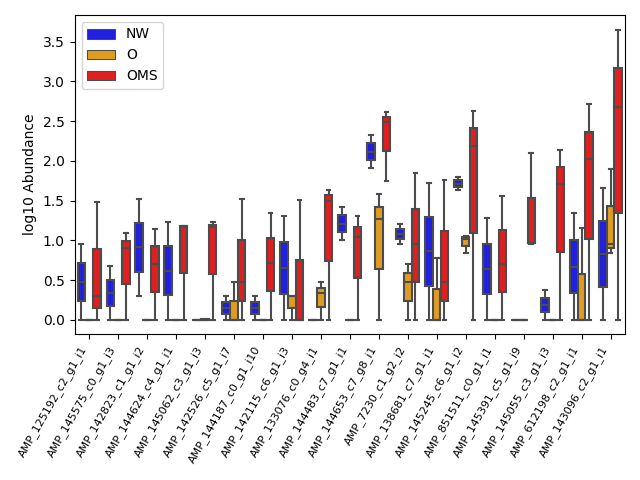 NW
O
OMS
log10 Abundance
3.5
3.0
2.5
2.0
1.5
1.0
0.5
0.0
AMP_125192_c2_g1_i1
AMP_145575_c0_g1_i3
AMP_142823_c1_g1_i2
AMP_144624_c4_g1_i1
AMP_145062_c3_g1_i3
AMP_142526_c5_g1_i7
AMP_144187_c0_g1_i10
AMP_142115_c6_g1_i3
AMP_133076_c0_g4_i1
AMP_144483_c7_g1_i1
AMP_144653_c7_g8_i1
AMP_7230_c1_g2_i2
AMP_138681_c7_g1_i1
AMP_145245_c6_g1_i2
AMP_851511_c0_g1_i1
AMP_145391_c5_g1_i9
AMP_145055_c3_g1_i3
AMP_612198_c2_g1_i1
AMP_143096_c2_g1_i1